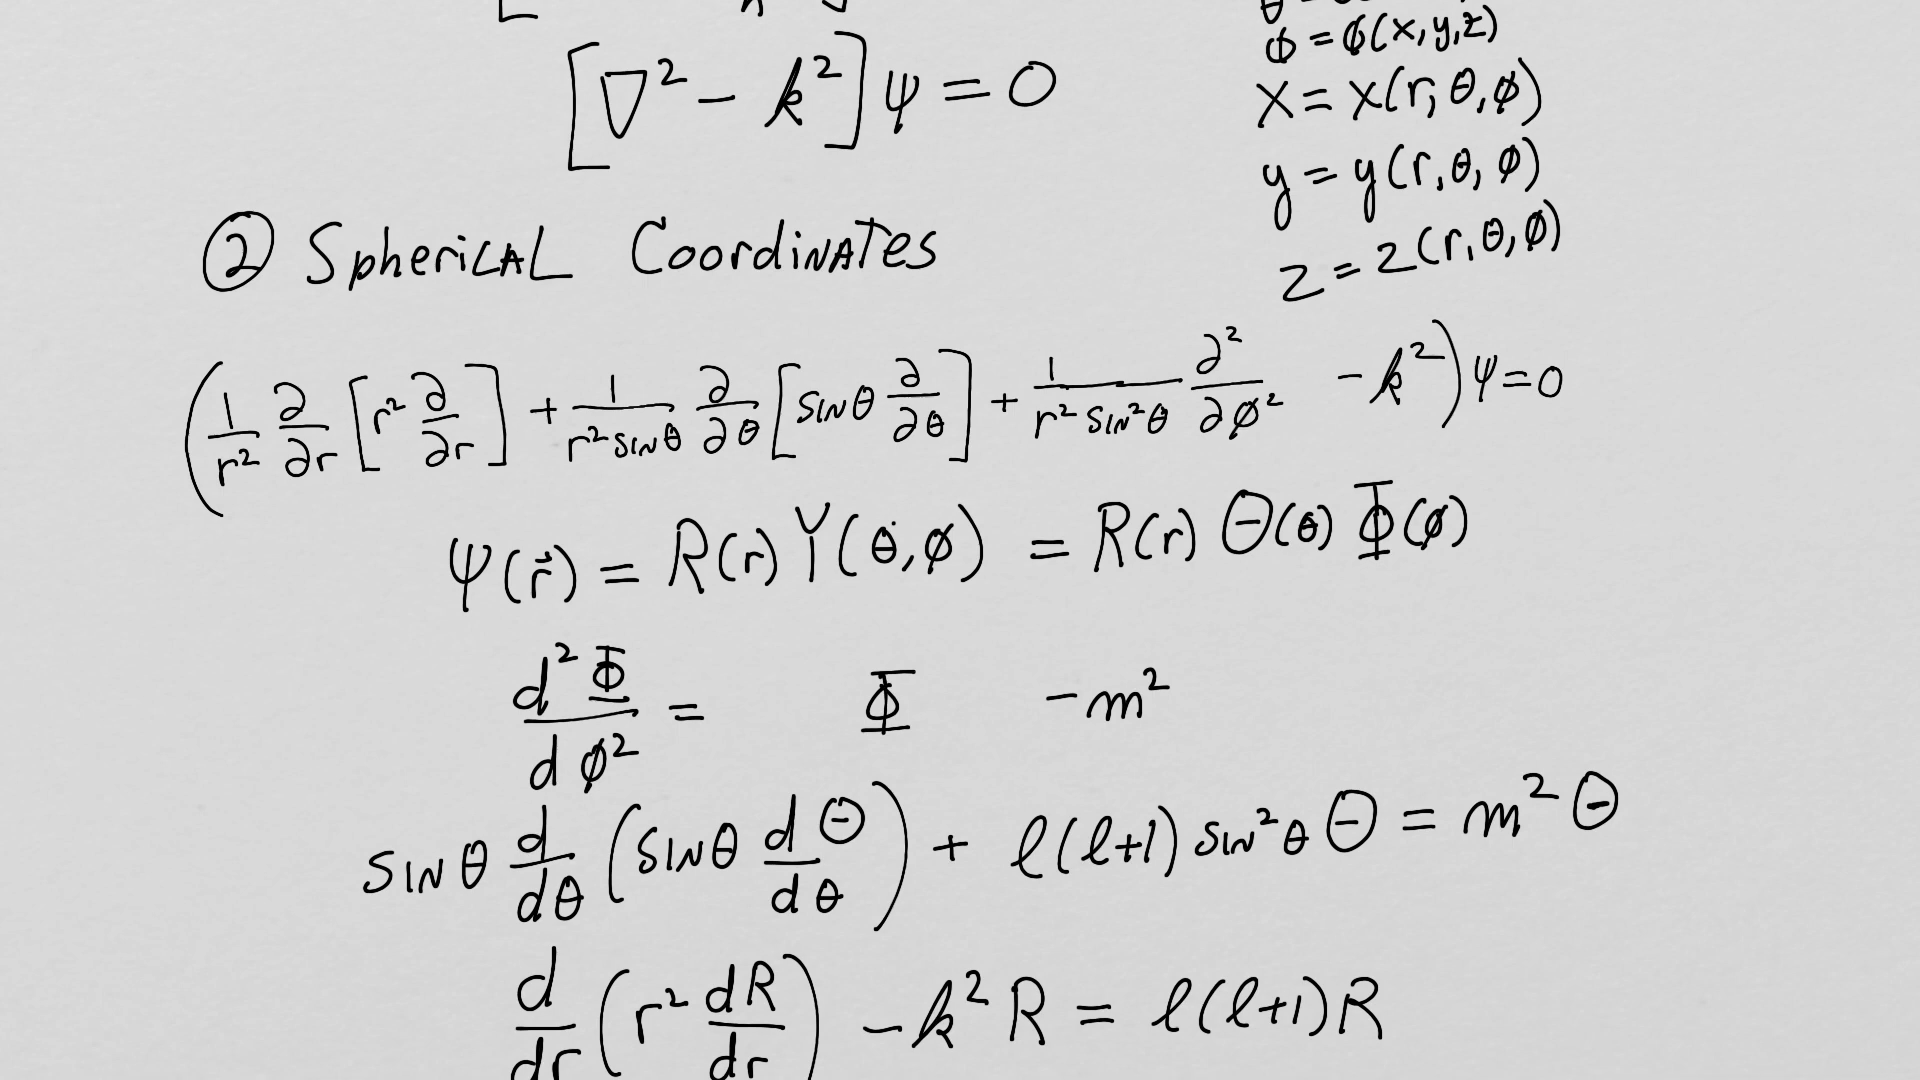 φ = φ(x, y, z)
[∇² - k²] ψ = 0
x = x(r, θ, φ)
y = y(r, θ, φ)
② Spherical Coordinates
z = z(r, θ, φ)
(1/r² ∂/∂r [r² ∂/∂r] + 1/(r² sinθ) ∂/∂θ [sinθ ∂/∂θ] + 1/(r² sin²θ) ∂²/∂φ² - k²) ψ = 0
ψ(r⃗) = R(r) Y(θ, φ) = R(r) Θ(θ) Φ(φ)
d²Φ/dφ² = Φ -m²
sinθ d/dθ (sinθ dΘ/dθ) + ℓ(ℓ+1) sin²θ Θ = m² Θ
d/dr (r² dR/dr) - k² R = ℓ(ℓ+1) R